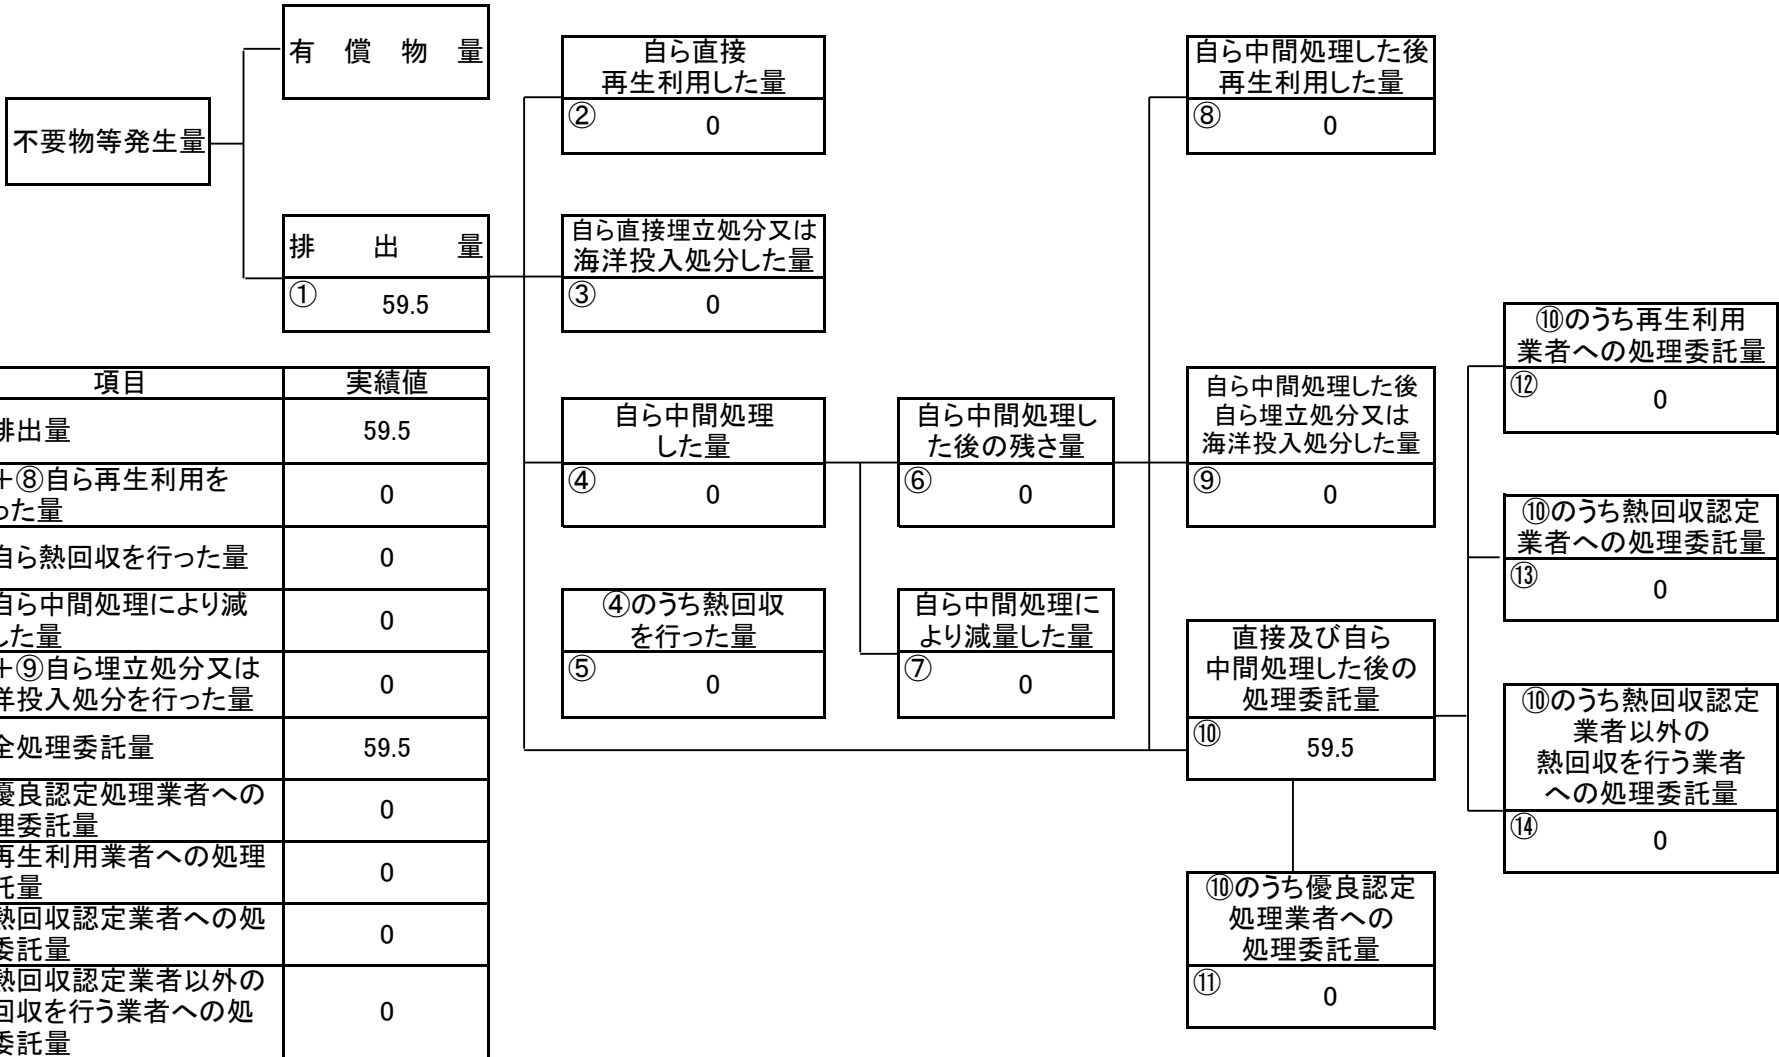 有償物量
不要物等発生量
排出量
①
59.5
自ら直接
再生利用した量
②
0
自ら直接埋立処分又は
海洋投入処分した量
③
0
自ら中間処理
した量
④
0
④のうち熱回収
を行った量
⑤
0
自ら中間処理し
た後の残さ量
⑥
0
自ら中間処理に
より減量した量
⑦
0
自ら中間処理した後
再生利用した量
⑧
0
自ら中間処理した後
自ら埋立処分又は
海洋投入処分した量
⑨
0
直接及び自ら
中間処理した後の
処理委託量
⑩
59.5
⑩のうち優良認定
処理業者への
処理委託量
⑪
0
⑩のうち再生利用
業者への処理委託量
⑫
0
⑩のうち熱回収認定
業者への処理委託量
⑬
0
⑩のうち熱回収認定
業者以外の
熱回収を行う業者
への処理委託量
⑭
0
項目 実績値
排出量 59.5
+⑧自ら再生利用を
った量
0
自ら熱回収を行った量 0
自ら中間処理により減
した量
0
+⑨自ら埋立処分又は
洋投入処分を行った量
0
全処理委託量 59.5
優良認定処理業者への
理委託量
0
再生利用業者への処理
託量
0
熱回収認定業者への処
委託量
0
熱回収認定業者以外の
回収を行う業者への処
委託量
0